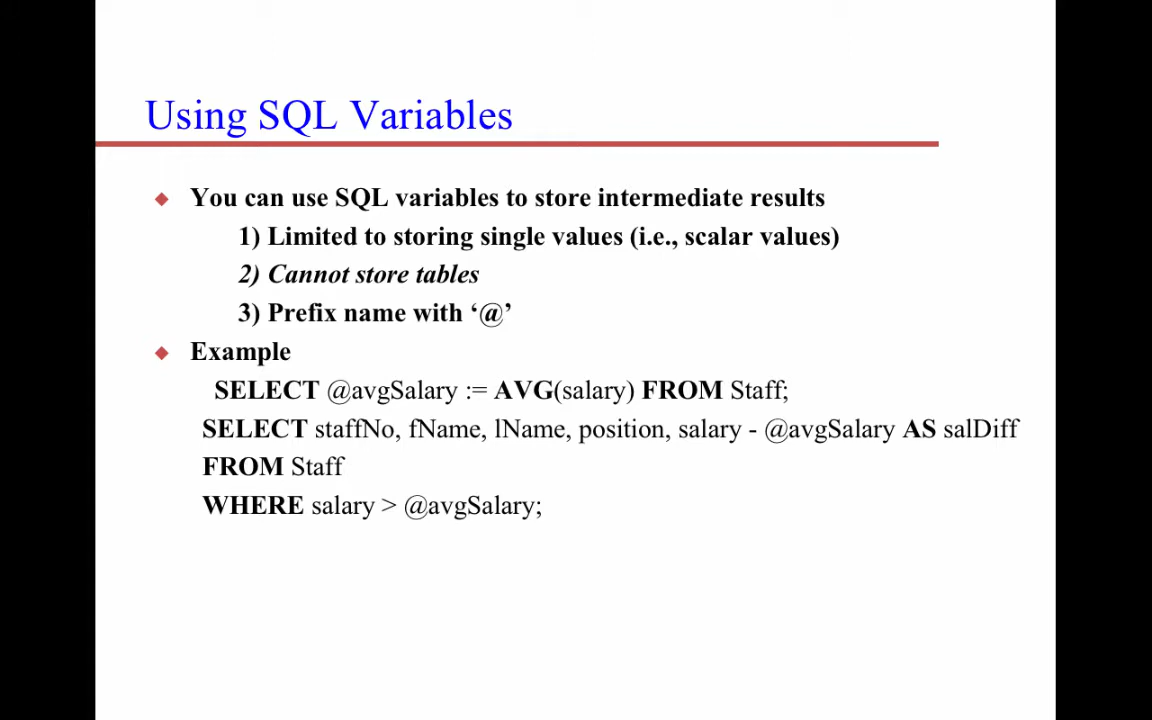 Using SQL Variables
◆ You can use SQL variables to store intermediate results
1) Limited to storing single values (i.e., scalar values)
2) Cannot store tables
3) Prefix name with ‘@’
◆ Example
SELECT @avgSalary := AVG(salary) FROM Staff;
SELECT staffNo, fName, lName, position, salary - @avgSalary AS salDiff
FROM Staff
WHERE salary > @avgSalary;